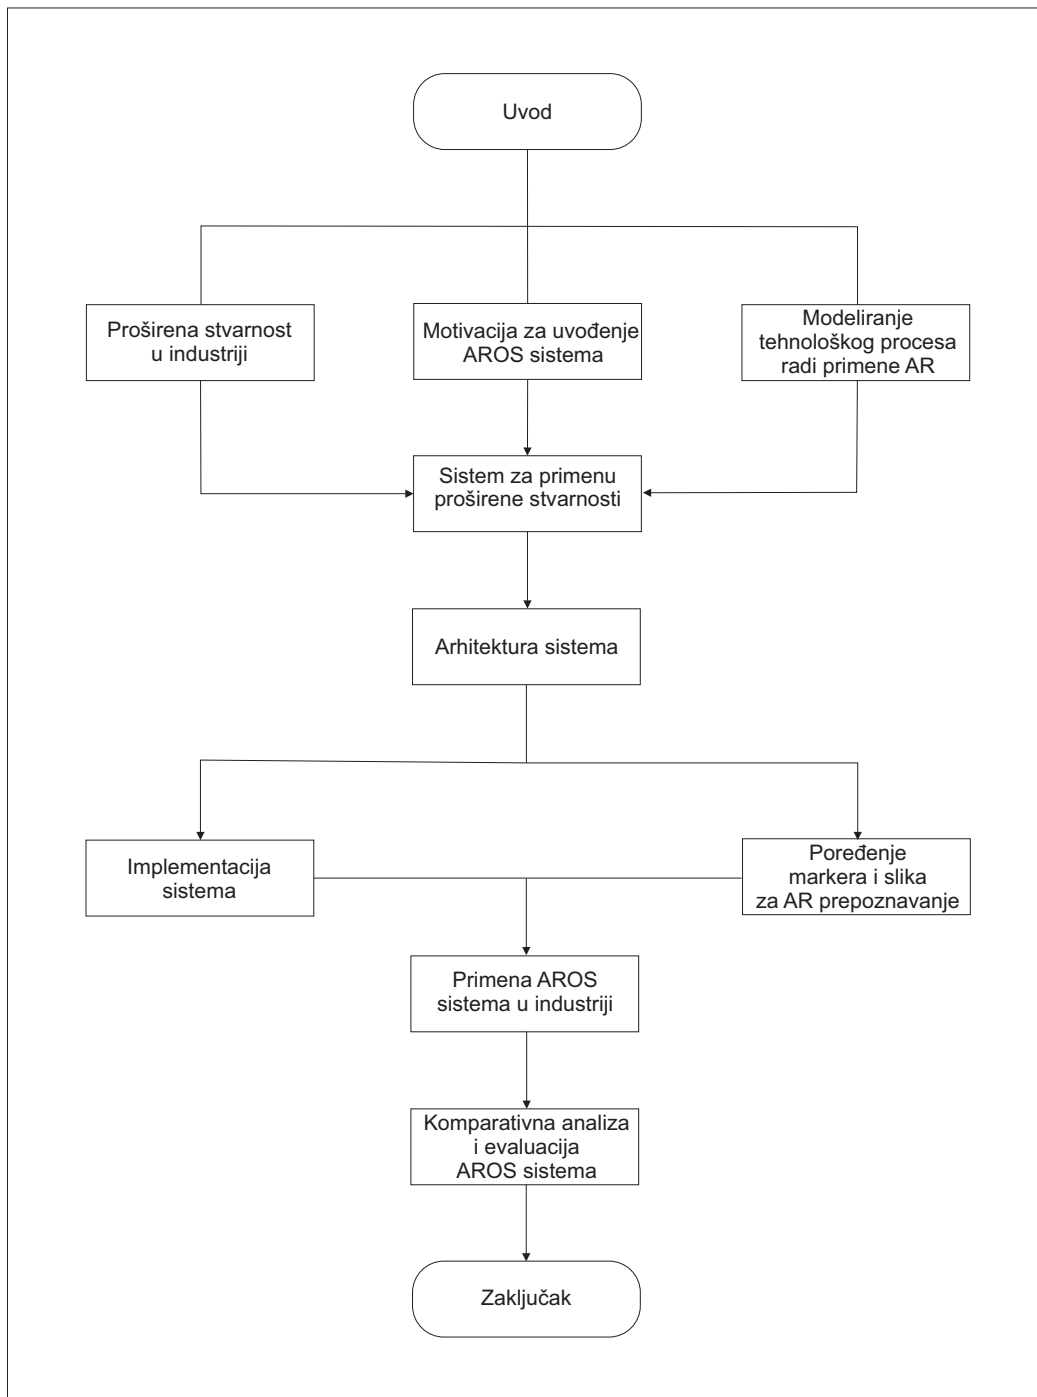 Uvod
Proširena stvarnost
u industriji
Motivacija za uvođenje
AROS sistema
Modeliranje
tehnološkog procesa
radi primene AR
Sistem za primenu
proširene stvarnosti
Arhitektura sistema
Implementacija
sistema
Poređenje
markera i slika
za AR prepoznavanje
Primena AROS
sistema u industriji
Komparativna analiza
i evaluacija
AROS sistema
Zaključak